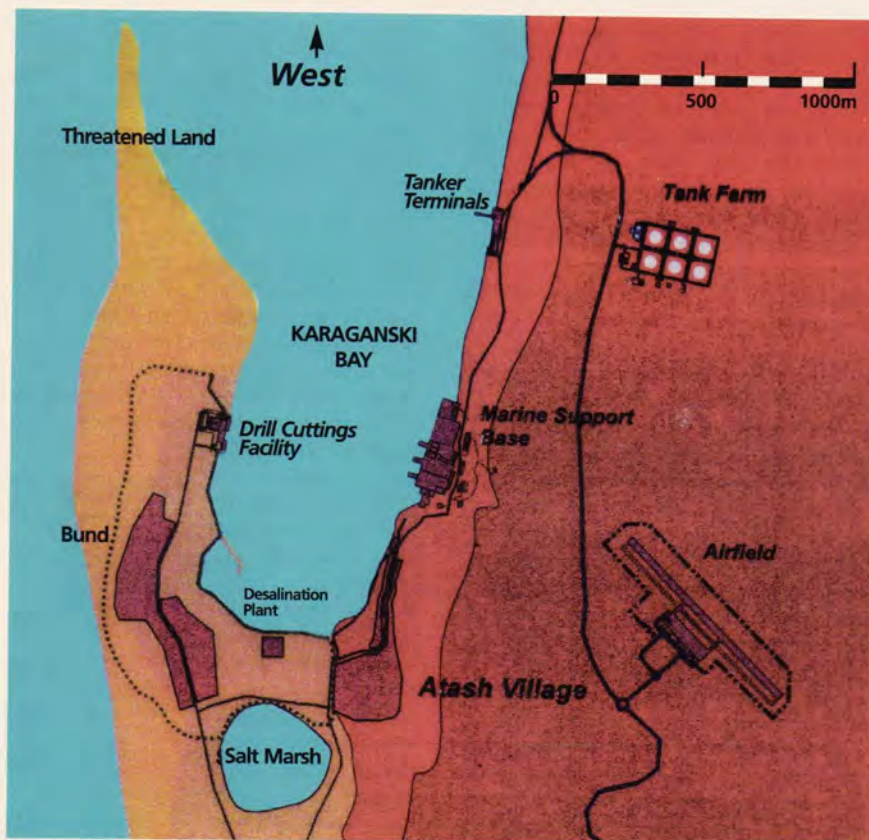 West
0 500 1000m
Threatened Land
Tanker
Terminals
Tank Farm
KARAGANSKI
BAY
Marine Support
Base
Drill Cuttings
Facility
Bund
Airfield
Desalination
Plant
Atash Village
Salt Marsh